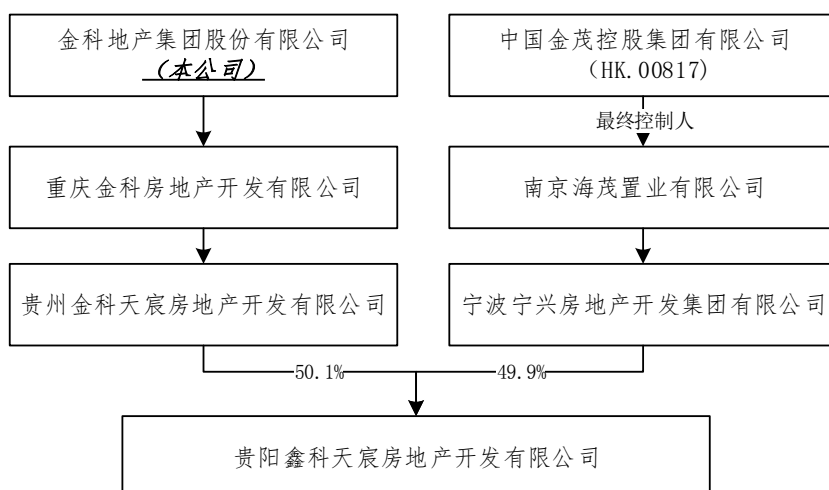 金科地产集团股份有限公司
（本公司）
中国金茂控股集团有限公司
（HK.00817）
最终控制人
重庆金科房地产开发有限公司
南京海茂置业有限公司
贵州金科天宸房地产开发有限公司
宁波宁兴房地产开发集团有限公司
50.1%
49.9%
贵阳鑫科天宸房地产开发有限公司